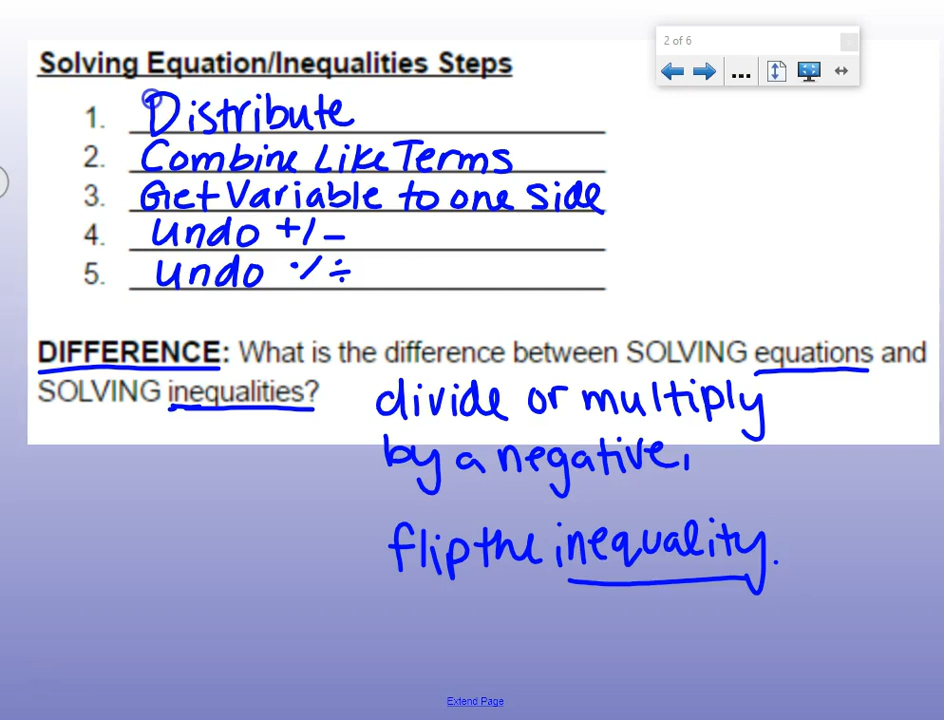 2 of 6
Solving Equation/Inequalities Steps
1. Distribute
2. Combine Like Terms
3. Get Variable to one side
4. Undo +/-
5. Undo ·/÷
DIFFERENCE: What is the difference between SOLVING equations and
SOLVING inequalities?
divide or multiply
by a negative,
flip the inequality.
Extend Page